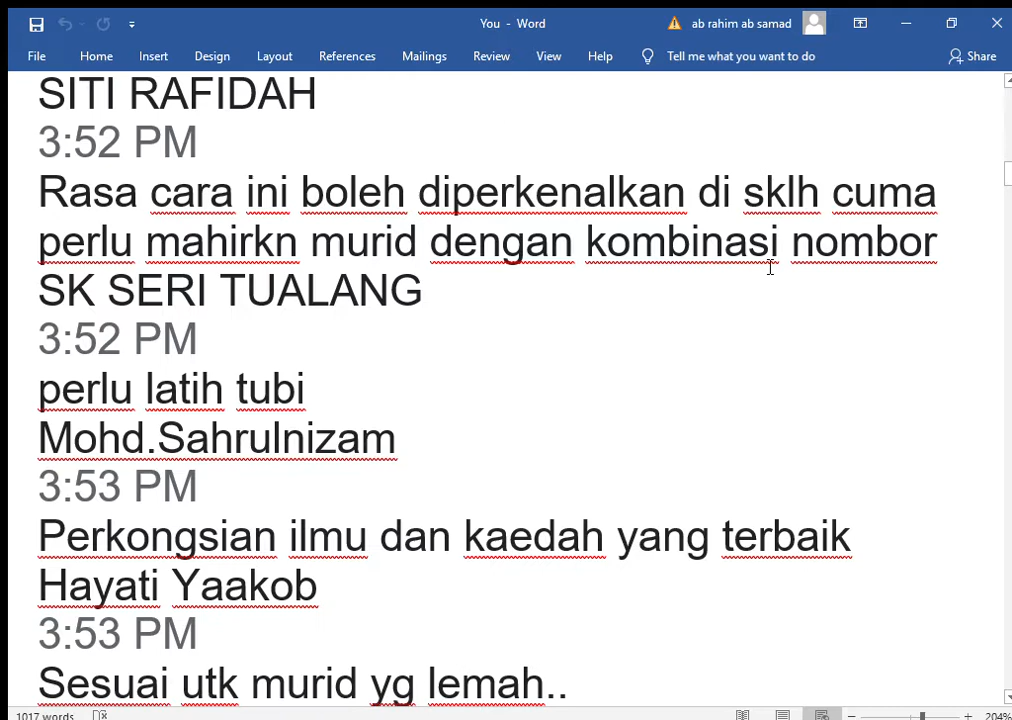 You - Word
ab rahim ab samad
File Home Insert Design Layout References Mailings Review View Help Tell me what you want to do Share
SITI RAFIDAH
3:52 PM
Rasa cara ini boleh diperkenalkan di sklh cuma
perlu mahirkn murid dengan kombinasi nombor
SK SERI TUALANG
3:52 PM
perlu latih tubi
Mohd.Sahrulnizam
3:53 PM
Perkongsian ilmu dan kaedah yang terbaik
Hayati Yaakob
3:53 PM
Sesuai utk murid yg lemah..
1017 words
204%